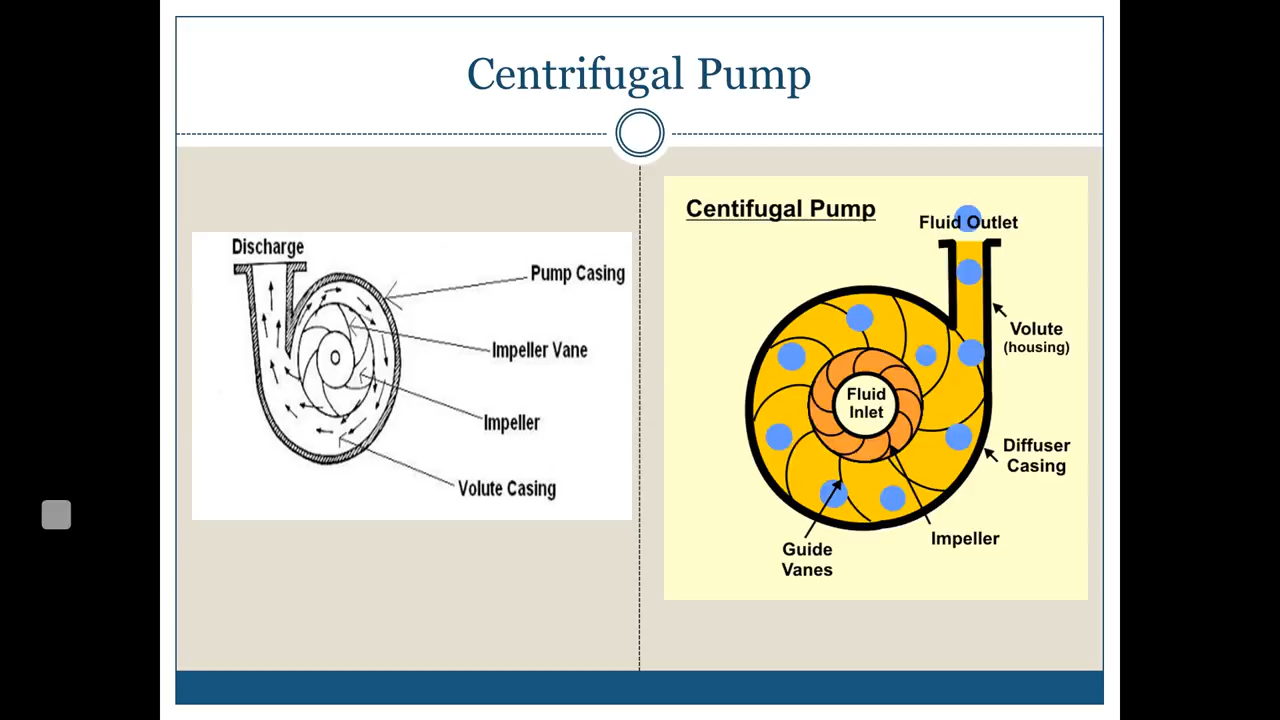 Centrifugal Pump
Discharge
Pump Casing
Impeller Vane
Impeller
Volute Casing
Centifugal Pump
Fluid Outlet
Volute
(housing)
Fluid
Inlet
Diffuser
Casing
Impeller
Guide
Vanes